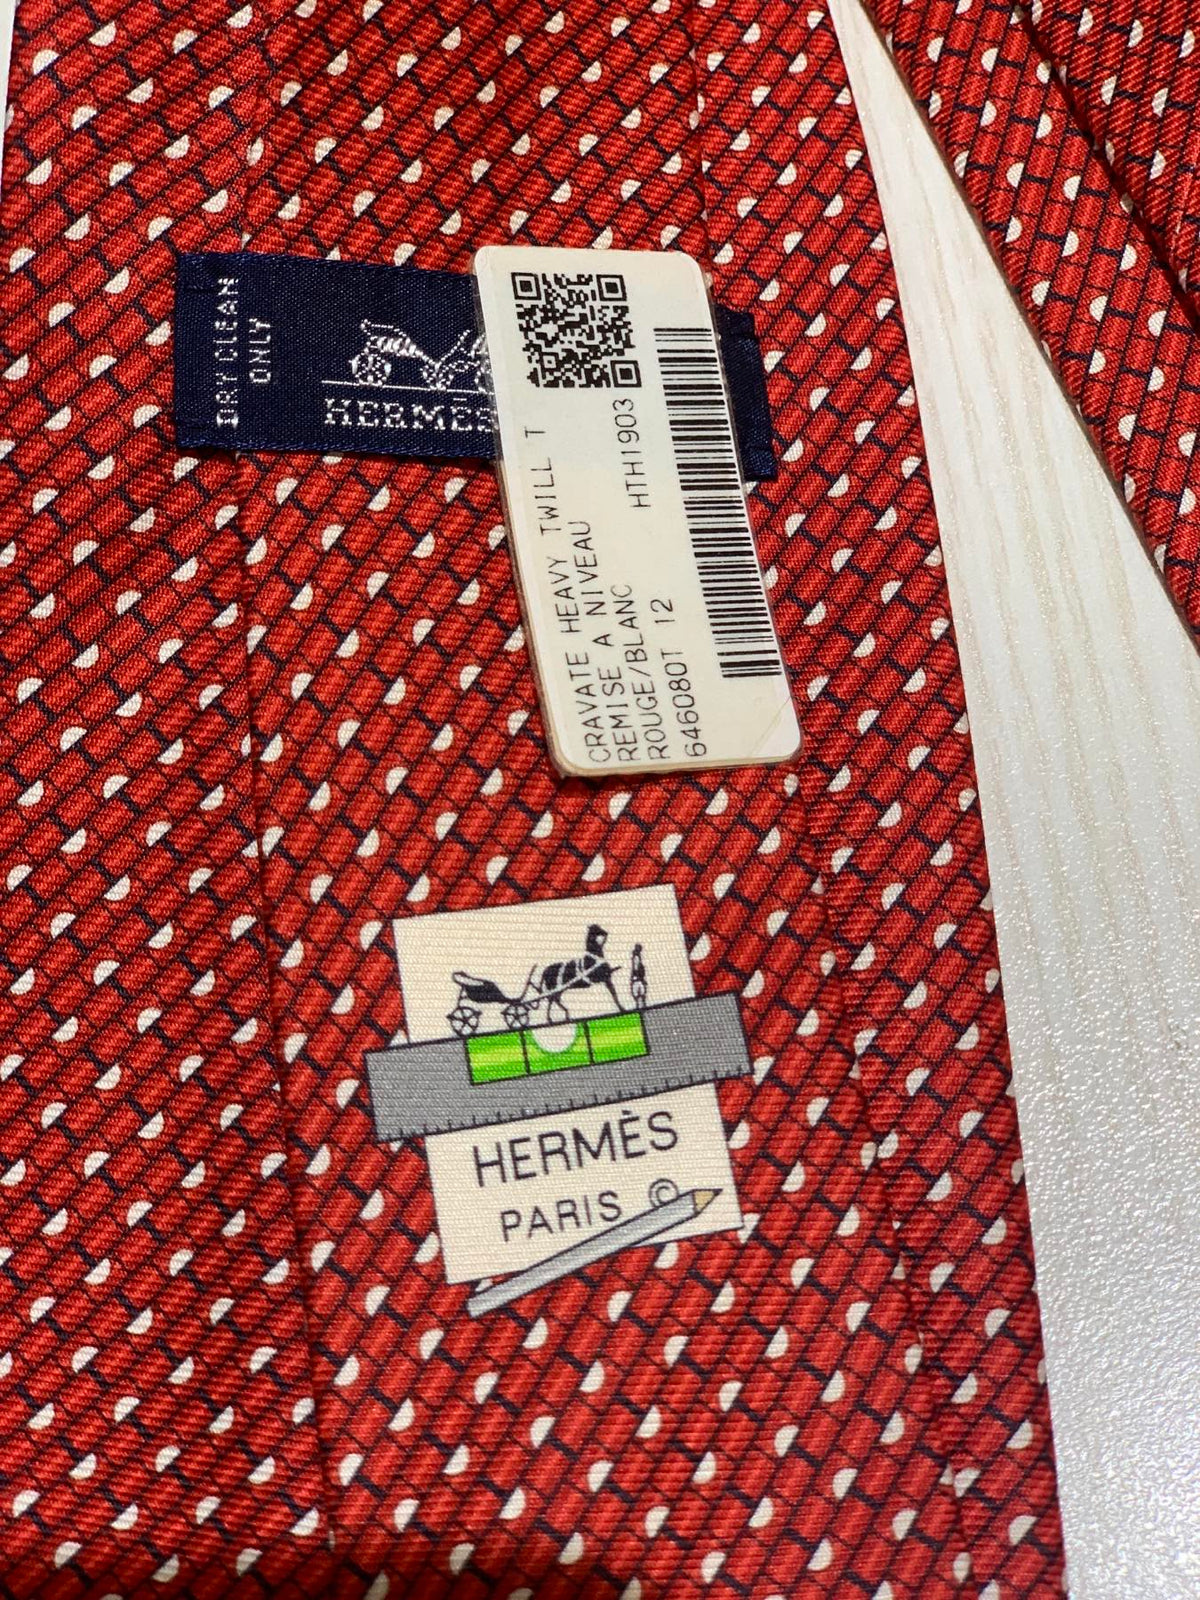 DRY CLEAN
ONLY
HERMES
CRAVATE HEAVY TWILL T
REMISE A NIVEAU
ROUGE/BLANC HTH1903
646080T 12
HERMÈS
PARIS ©